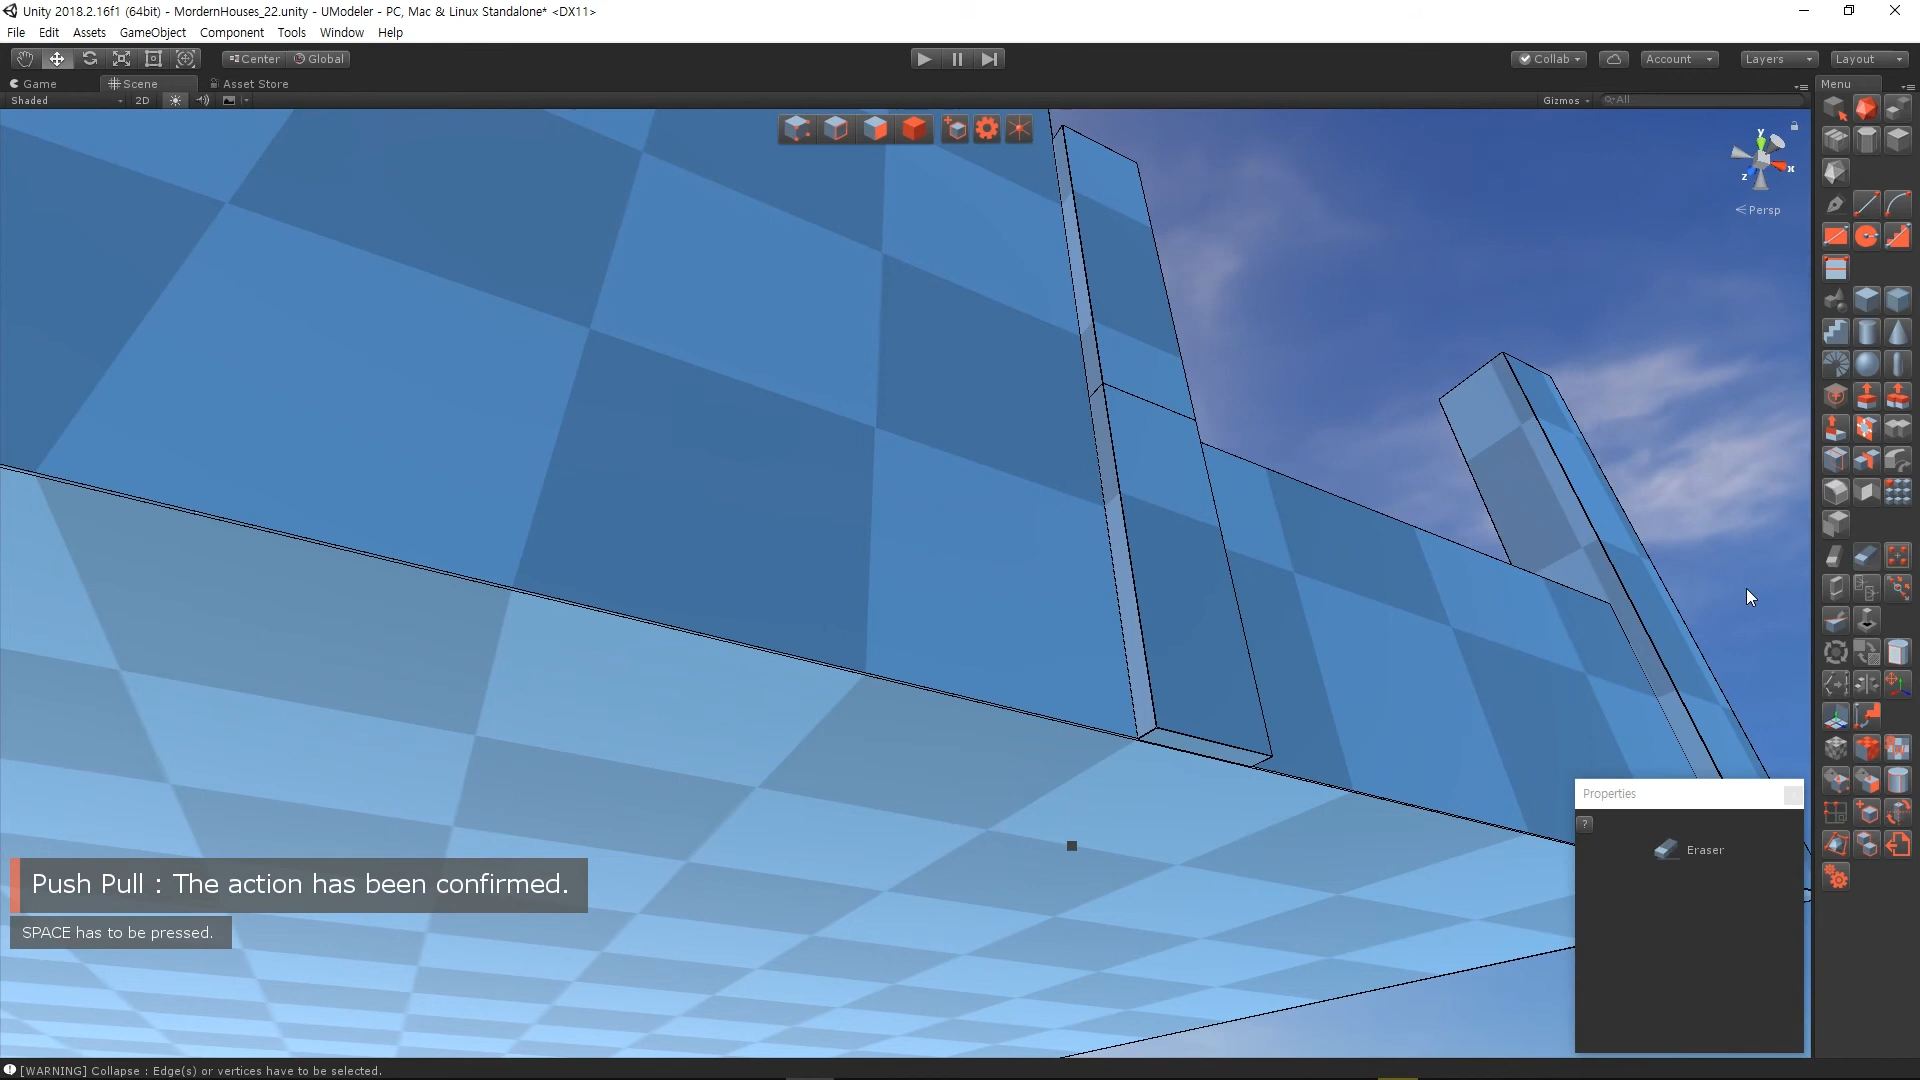 Unity 2018.2.16f1 (64bit) - MordernHouses_22.unity - UModeler - PC, Mac & Linux Standalone* <DX11>
File Edit Assets GameObject Component Tools Window Help
Center Global Collab Account Layers Layout
Game Scene Asset Store Menu
Shaded 2D Gizmos All
y
x
z
Persp
Properties
?
Eraser
Push Pull : The action has been confirmed.
SPACE has to be pressed.
[WARNING] Collapse : Edge(s) or vertices have to be selected.